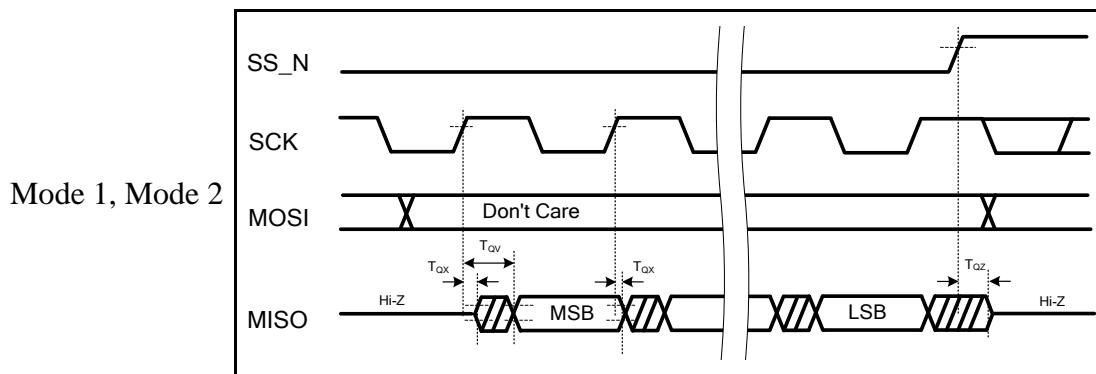 SS_N
SCK
Mode 1, Mode 2
MOSI
Don't Care
TQV
TQX
TQX
TQZ
Hi-Z
Hi-Z
MISO
MSB
LSB